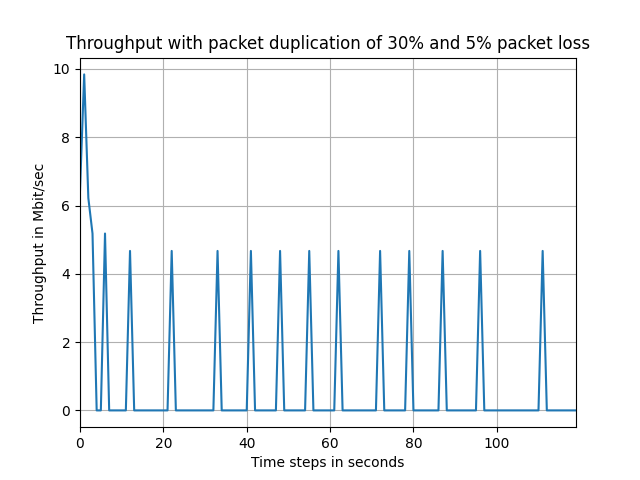 Throughput with packet duplication of 30% and 5% packet loss
10
8
6
4
2
0
Throughput in Mbit/sec
0 20 40 60 80 100
Time steps in seconds